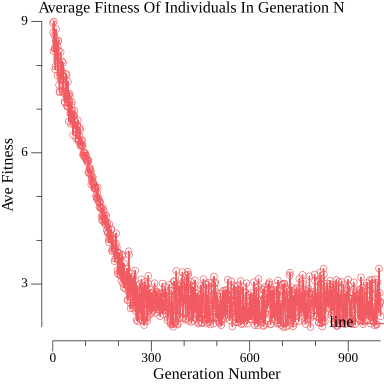 Average Fitness Of Individuals In Generation N
9
6
3
Ave Fitness
line
0 300 600 900
Generation Number